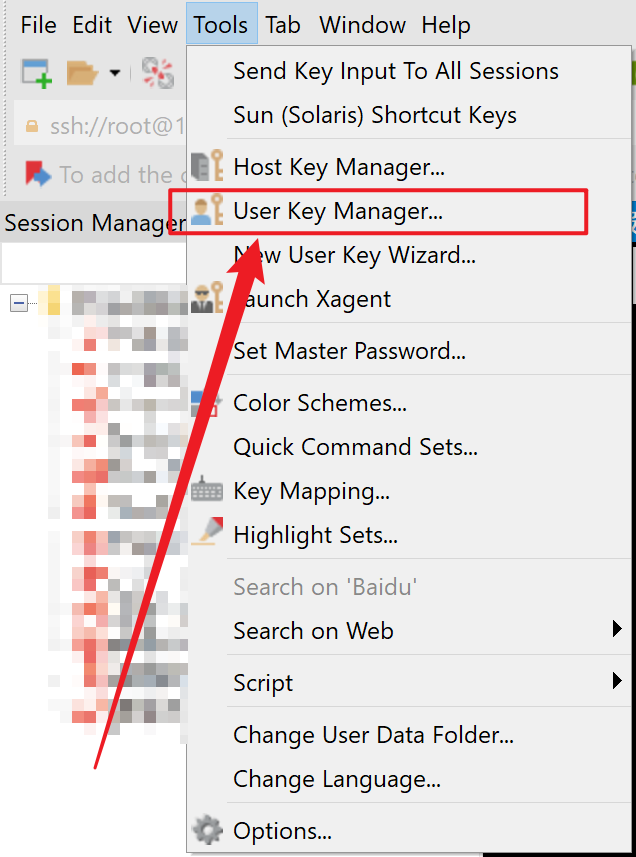 File Edit View Tools Tab Window Help
Send Key Input To All Sessions
Sun (Solaris) Shortcut Keys
ssh://root@1
Host Key Manager...
To add the
User Key Manager...
Session Manager
New User Key Wizard...
Launch Xagent
Set Master Password...
Color Schemes...
Quick Command Sets...
Key Mapping...
Highlight Sets...
Search on 'Baidu'
Search on Web
Script
Change User Data Folder...
Change Language...
Options...